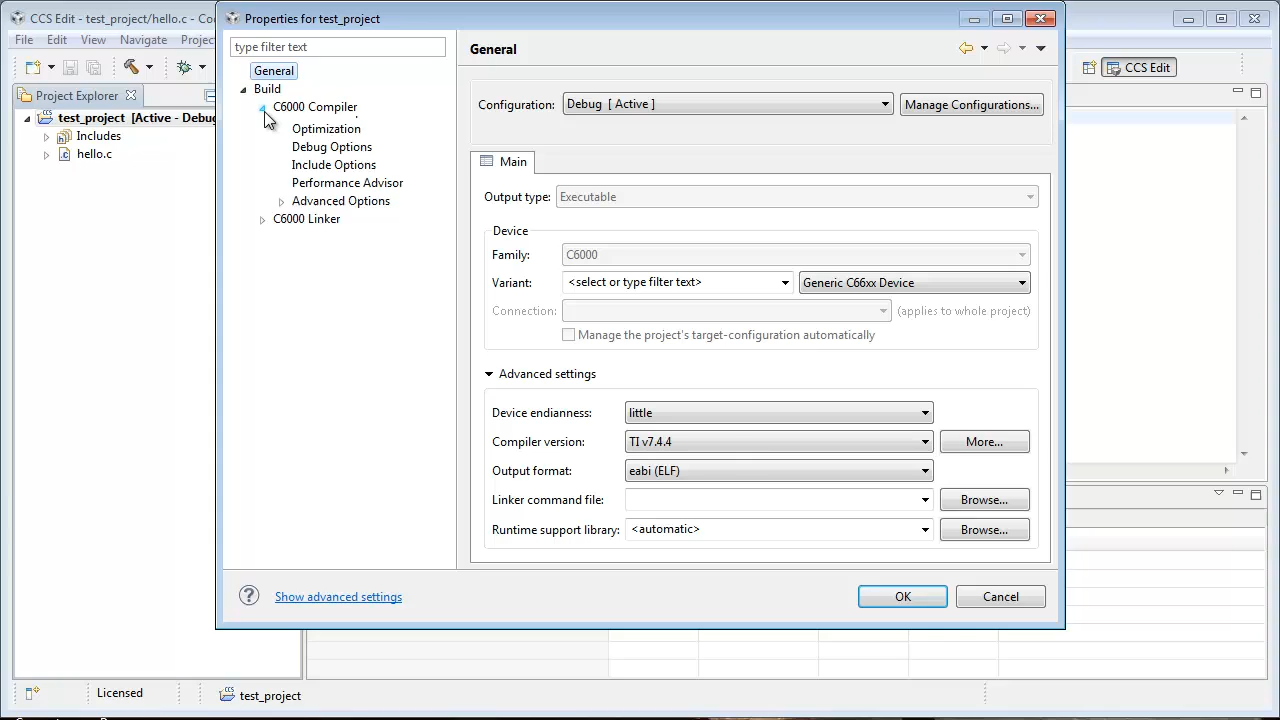 CCS Edit - test_project/hello.c - Co
Properties for test_project
File Edit View Navigate Projec
type filter text
General
General
Build
C6000 Compiler
Optimization
Debug Options
Include Options
Performance Advisor
Advanced Options
C6000 Linker
CCS Edit
Project Explorer
test_project [Active - Debug
Includes
hello.c
Configuration: Debug [ Active ] Manage Configurations...
Main
Output type: Executable
Device
Family: C6000
Variant: <select or type filter text> Generic C66xx Device
Connection: (applies to whole project)
Manage the project's target-configuration automatically
Advanced settings
Device endianness: little
Compiler version: TI v7.4.4 More...
Output format: eabi (ELF)
Linker command file: Browse...
Runtime support library: <automatic> Browse...
Show advanced settings OK Cancel
Licensed test_project